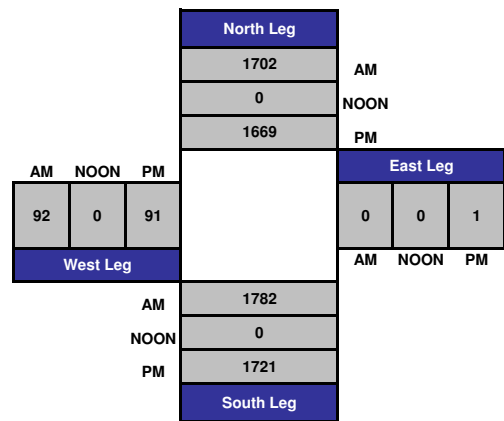 North Leg
1702 AM
0 NOON
1669 PM
AM NOON PM East Leg
92 0 91 0 0 1
West Leg AM NOON PM
AM 1782
NOON 0
PM 1721
South Leg